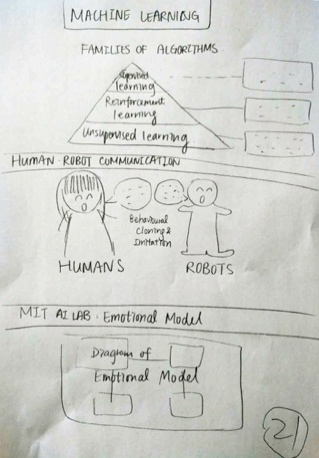 MACHINE LEARNING
FAMILIES OF ALGORITHMS
Supervised
learning
Reinforcement
learning
Unsupervised learning
HUMAN-ROBOT COMMUNICATION
Behavioural
Cloning &
Imitation
HUMANS
ROBOTS
MIT AI LAB. Emotional Model
Diagram of
Emotional Model
21